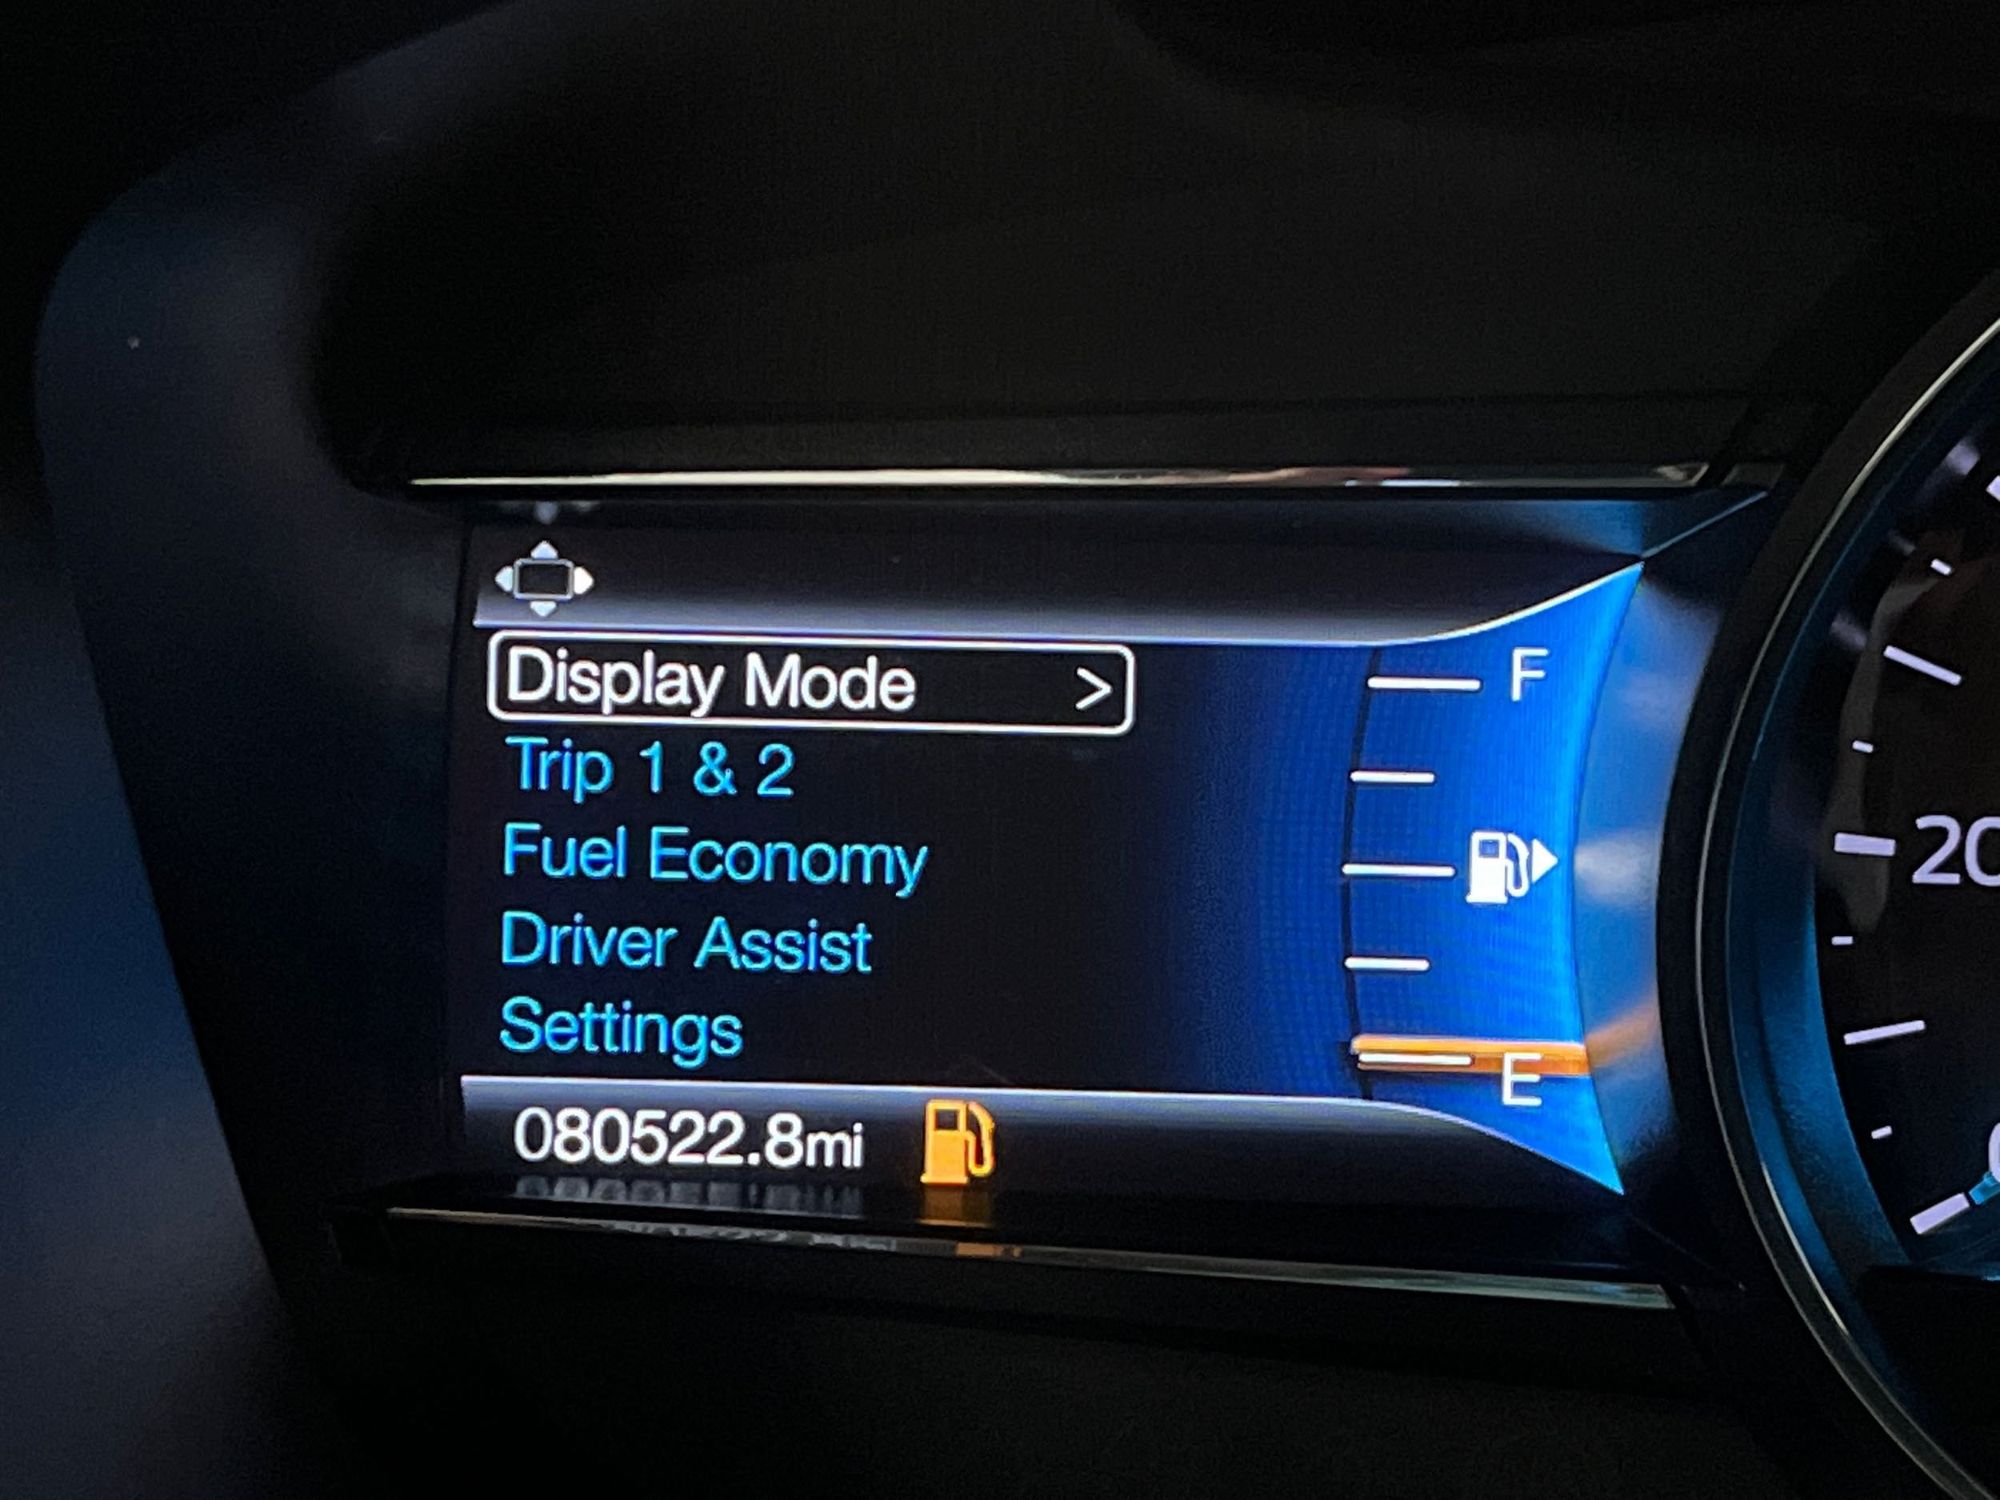 Display Mode >
F
Trip 1 & 2
Fuel Economy
20
Driver Assist
Settings
E
080522.8mi